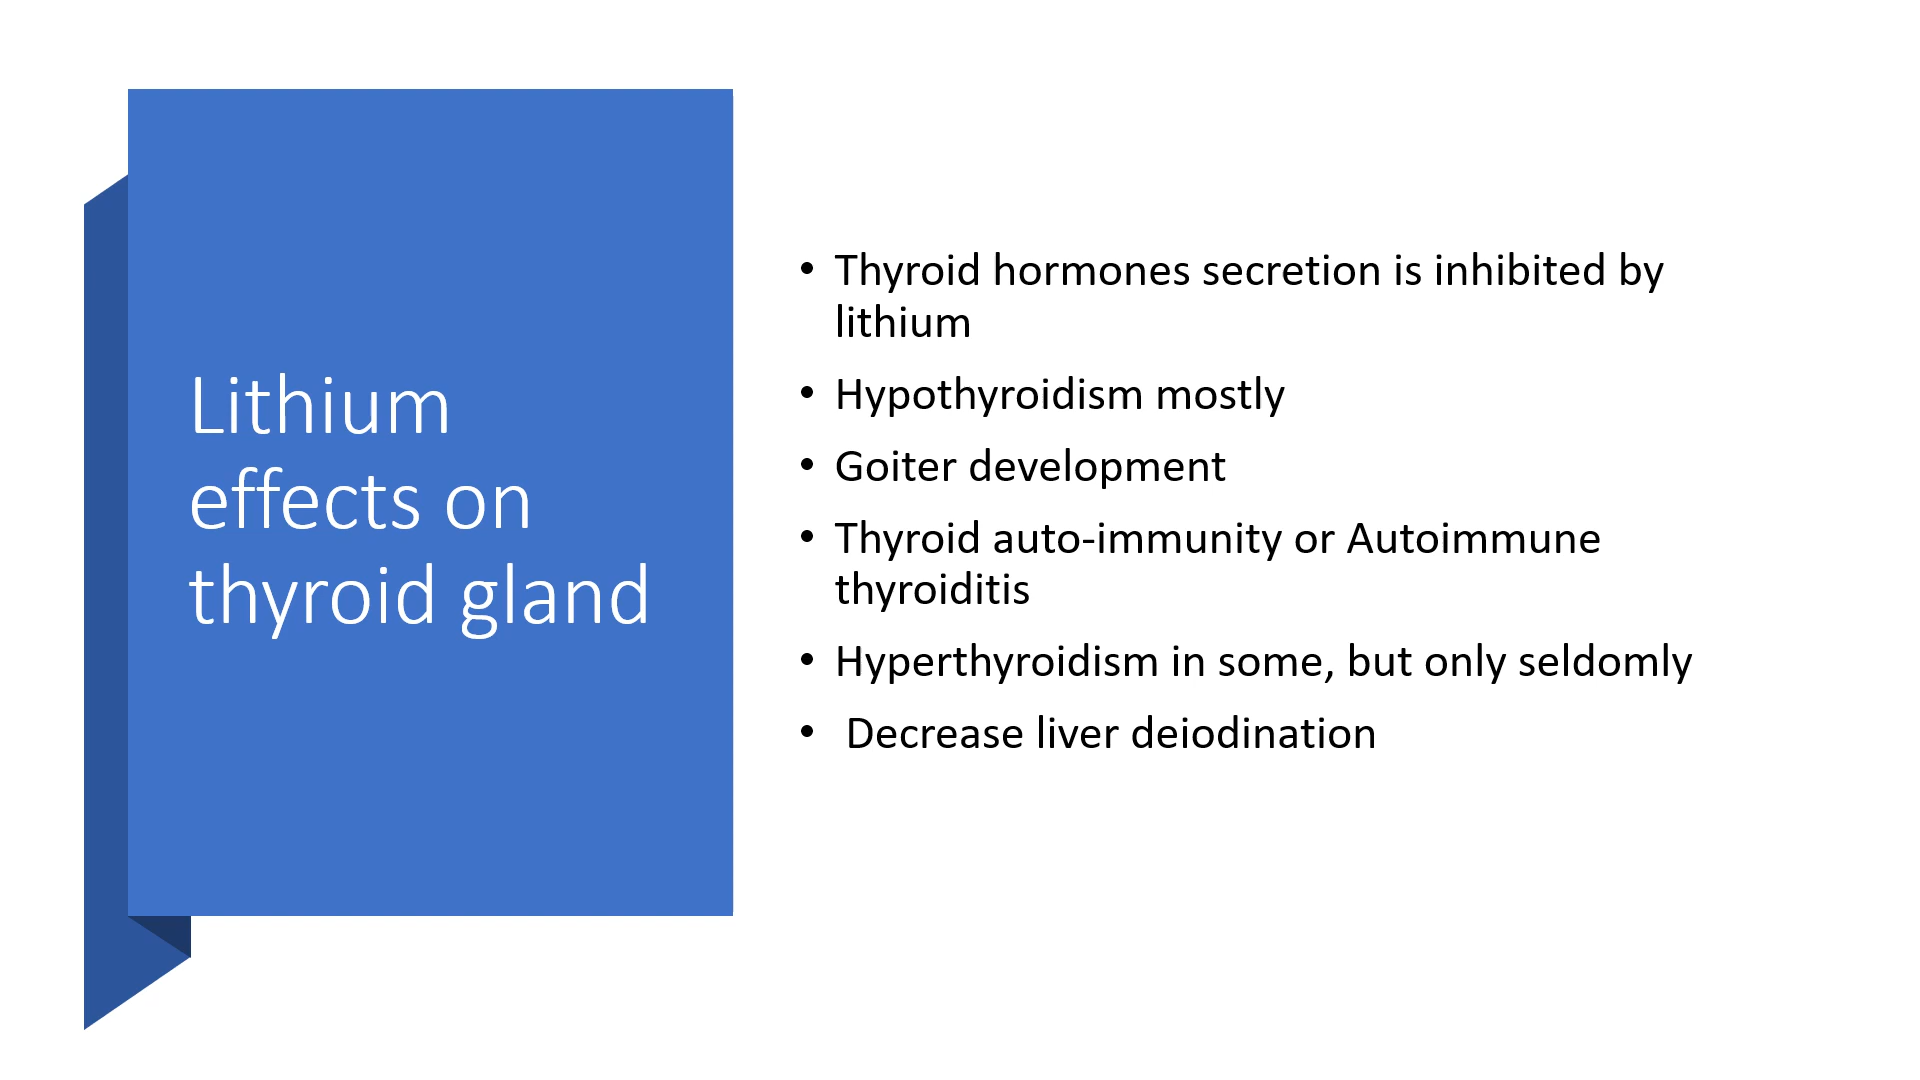 Lithium
effects on
thyroid gland
• Thyroid hormones secretion is inhibited by
lithium
• Hypothyroidism mostly
• Goiter development
• Thyroid auto-immunity or Autoimmune
thyroiditis
• Hyperthyroidism in some, but only seldomly
• Decrease liver deiodination